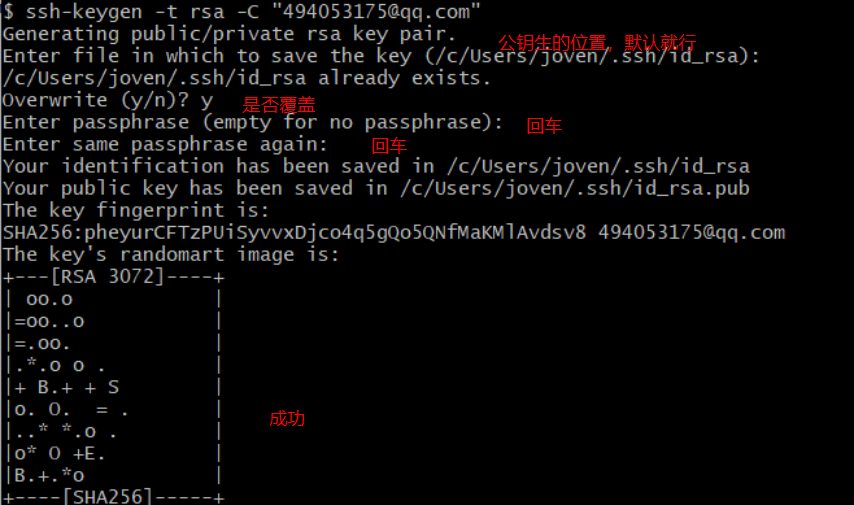 $ ssh-keygen -t rsa -C "494053175@qq.com"
Generating public/private rsa key pair.
公钥生的位置，默认就行
Enter file in which to save the key (/c/Users/joven/.ssh/id_rsa):
/c/Users/joven/.ssh/id_rsa already exists.
Overwrite (y/n)? y 是否覆盖
Enter passphrase (empty for no passphrase): 回车
Enter same passphrase again: 回车
Your identification has been saved in /c/Users/joven/.ssh/id_rsa
Your public key has been saved in /c/Users/joven/.ssh/id_rsa.pub
The key fingerprint is:
SHA256:pheyurCFTzPUiSyvvxDjco4q5gQo5QNfMaKMlAvdsv8 494053175@qq.com
The key's randomart image is:
+---[RSA 3072]----+
| oo.o            |
|=oo..o           |
|=.oo.            |
|.*.o o .         |
|+ B.+ + S        |
|o. O.  = .       |
|..* *.o .        |
成功
|o* O +E.         |
|B.+.*o           |
+----[SHA256]-----+